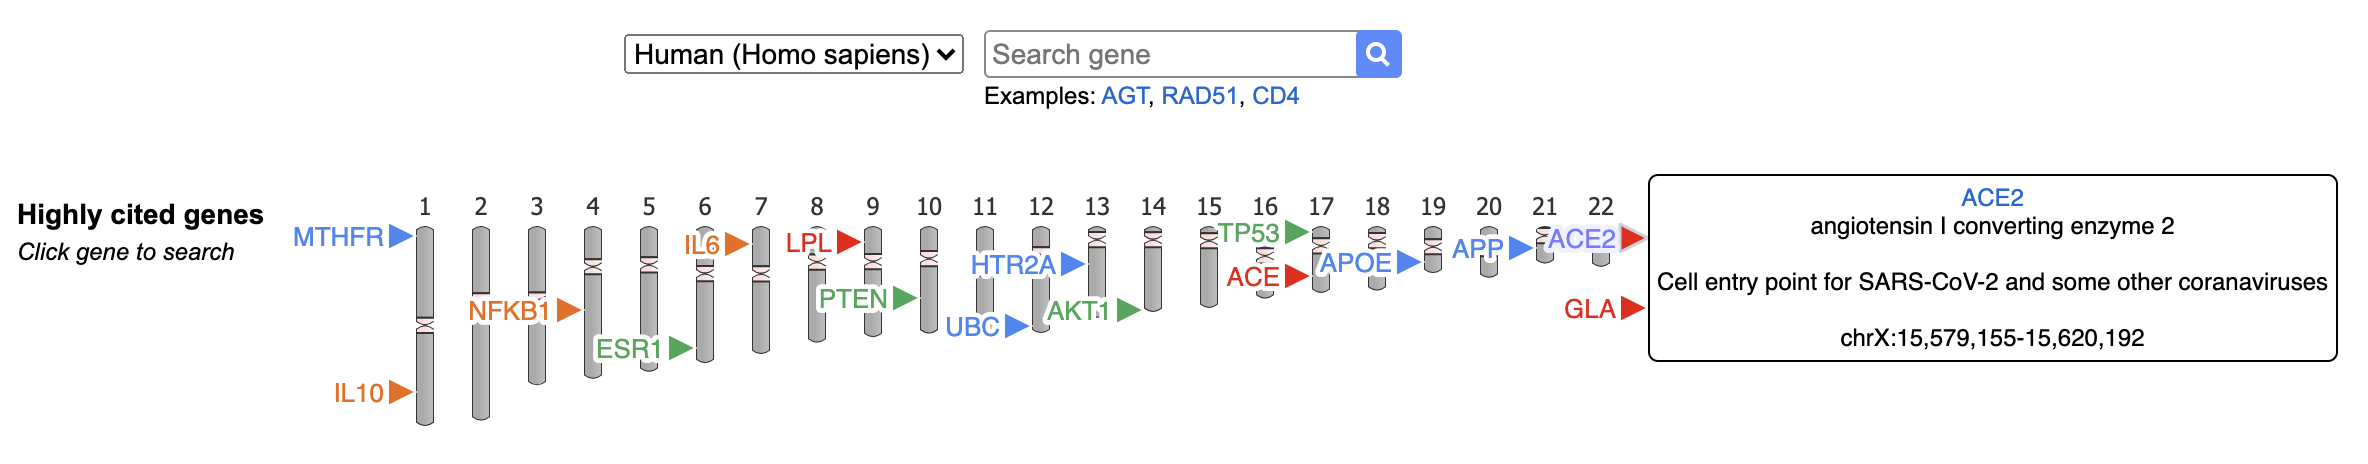 Human (Homo sapiens)
Search gene
Examples: AGT, RAD51, CD4
Highly cited genes
Click gene to search
1 2 3 4 5 6 7 8 9 10 11 12 13 14 15 16 17 18 19 20 21 22
MTHFR
IL10
NFKB1
ESR1
IL6
LPL
PTEN
UBC
HTR2A
AKT1
TP53
ACE
APOE
APP
ACE2
GLA
ACE2
angiotensin I converting enzyme 2
Cell entry point for SARS-CoV-2 and some other coranaviruses
chrX:15,579,155-15,620,192